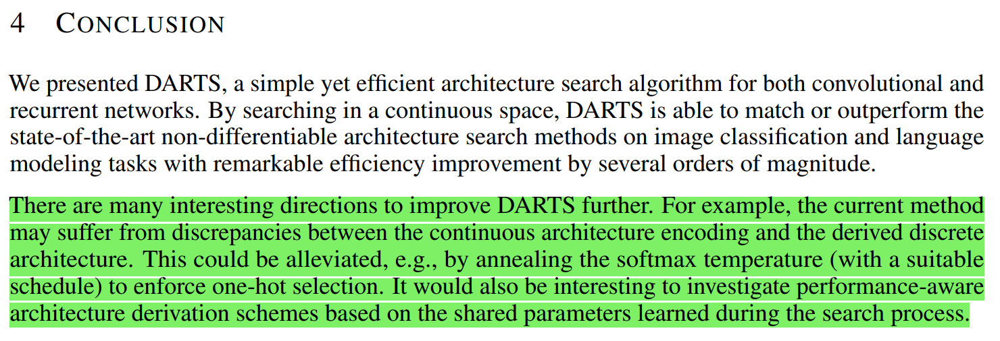 4 CONCLUSION
We presented DARTS, a simple yet efficient architecture search algorithm for both convolutional and
recurrent networks. By searching in a continuous space, DARTS is able to match or outperform the
state-of-the-art non-differentiable architecture search methods on image classification and language
modeling tasks with remarkable efficiency improvement by several orders of magnitude.
There are many interesting directions to improve DARTS further. For example, the current method
may suffer from discrepancies between the continuous architecture encoding and the derived discrete
architecture. This could be alleviated, e.g., by annealing the softmax temperature (with a suitable
schedule) to enforce one-hot selection. It would also be interesting to investigate performance-aware
architecture derivation schemes based on the shared parameters learned during the search process.